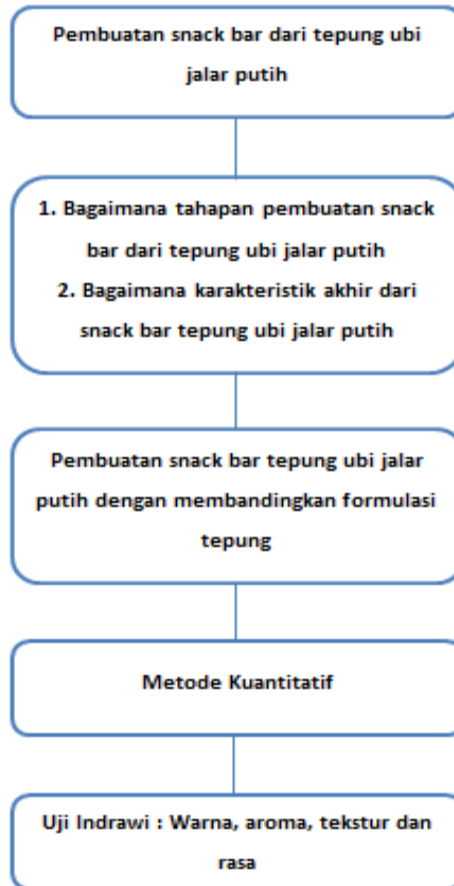 Pembuatan snack bar dari tepung ubi
jalar putih
1. Bagaimana tahapan pembuatan snack
bar dari tepung ubi jalar putih
2. Bagaimana karakteristik akhir dari
snack bar tepung ubi jalar putih
Pembuatan snack bar tepung ubi jalar
putih dengan membandingkan formulasi
tepung
Metode Kuantitatif
Uji Indrawi : Warna, aroma, tekstur dan
rasa